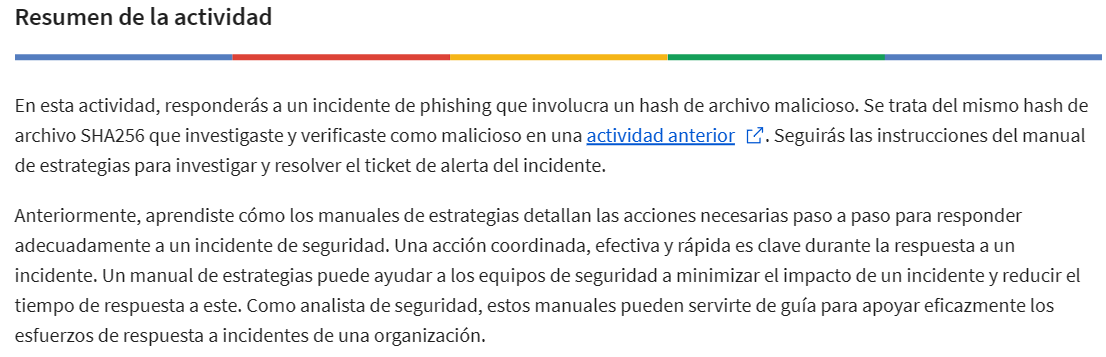 Resumen de la actividad
En esta actividad, responderás a un incidente de phishing que involucra un hash de archivo malicioso. Se trata del mismo hash de
archivo SHA256 que investigaste y verificaste como malicioso en una actividad anterior. Seguirás las instrucciones del manual
de estrategias para investigar y resolver el ticket de alerta del incidente.
Anteriormente, aprendiste cómo los manuales de estrategias detallan las acciones necesarias paso a paso para responder
adecuadamente a un incidente de seguridad. Una acción coordinada, efectiva y rápida es clave durante la respuesta a un
incidente. Un manual de estrategias puede ayudar a los equipos de seguridad a minimizar el impacto de un incidente y reducir el
tiempo de respuesta a este. Como analista de seguridad, estos manuales pueden servirte de guía para apoyar eficazmente los
esfuerzos de respuesta a incidentes de una organización.